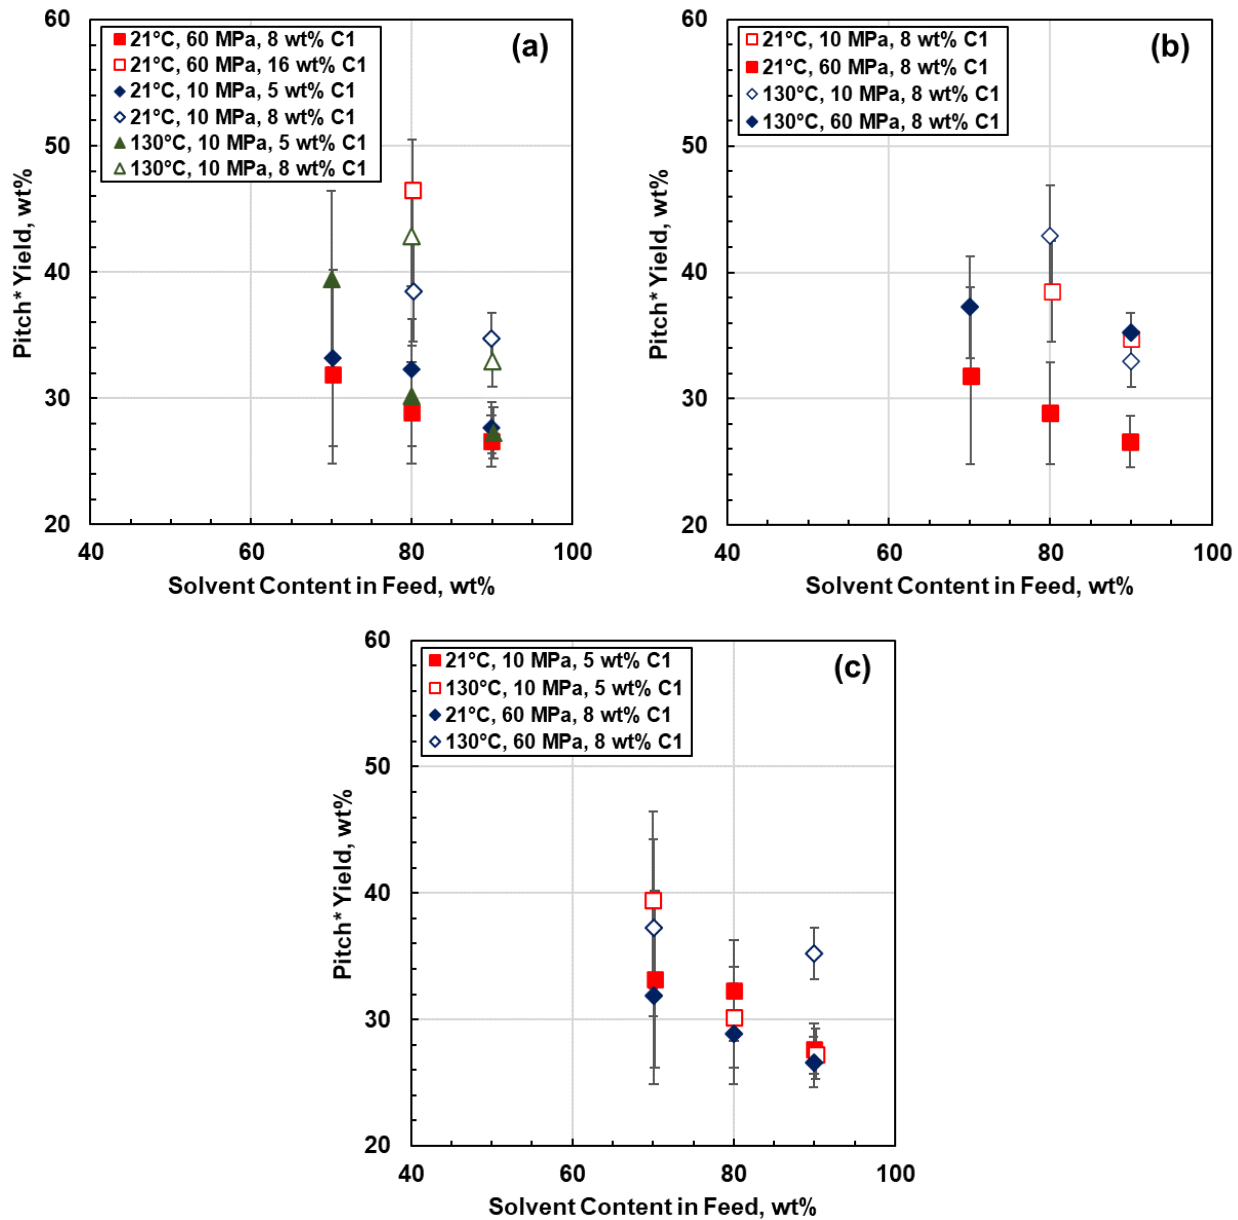 (a)
21°C, 60 MPa, 8 wt% C1
21°C, 60 MPa, 16 wt% C1
21°C, 10 MPa, 5 wt% C1
21°C, 10 MPa, 8 wt% C1
130°C, 10 MPa, 5 wt% C1
130°C, 10 MPa, 8 wt% C1
Pitch* Yield, wt%
60
50
40
30
20
40
60
80
100
Solvent Content in Feed, wt%
(b)
21°C, 10 MPa, 8 wt% C1
21°C, 60 MPa, 8 wt% C1
130°C, 10 MPa, 8 wt% C1
130°C, 60 MPa, 8 wt% C1
Pitch* Yield, wt%
60
50
40
30
20
40
60
80
100
Solvent Content in Feed, wt%
(c)
21°C, 10 MPa, 5 wt% C1
130°C, 10 MPa, 5 wt% C1
21°C, 60 MPa, 8 wt% C1
130°C, 60 MPa, 8 wt% C1
Pitch* Yield, wt%
60
50
40
30
20
40
60
80
100
Solvent Content in Feed, wt%